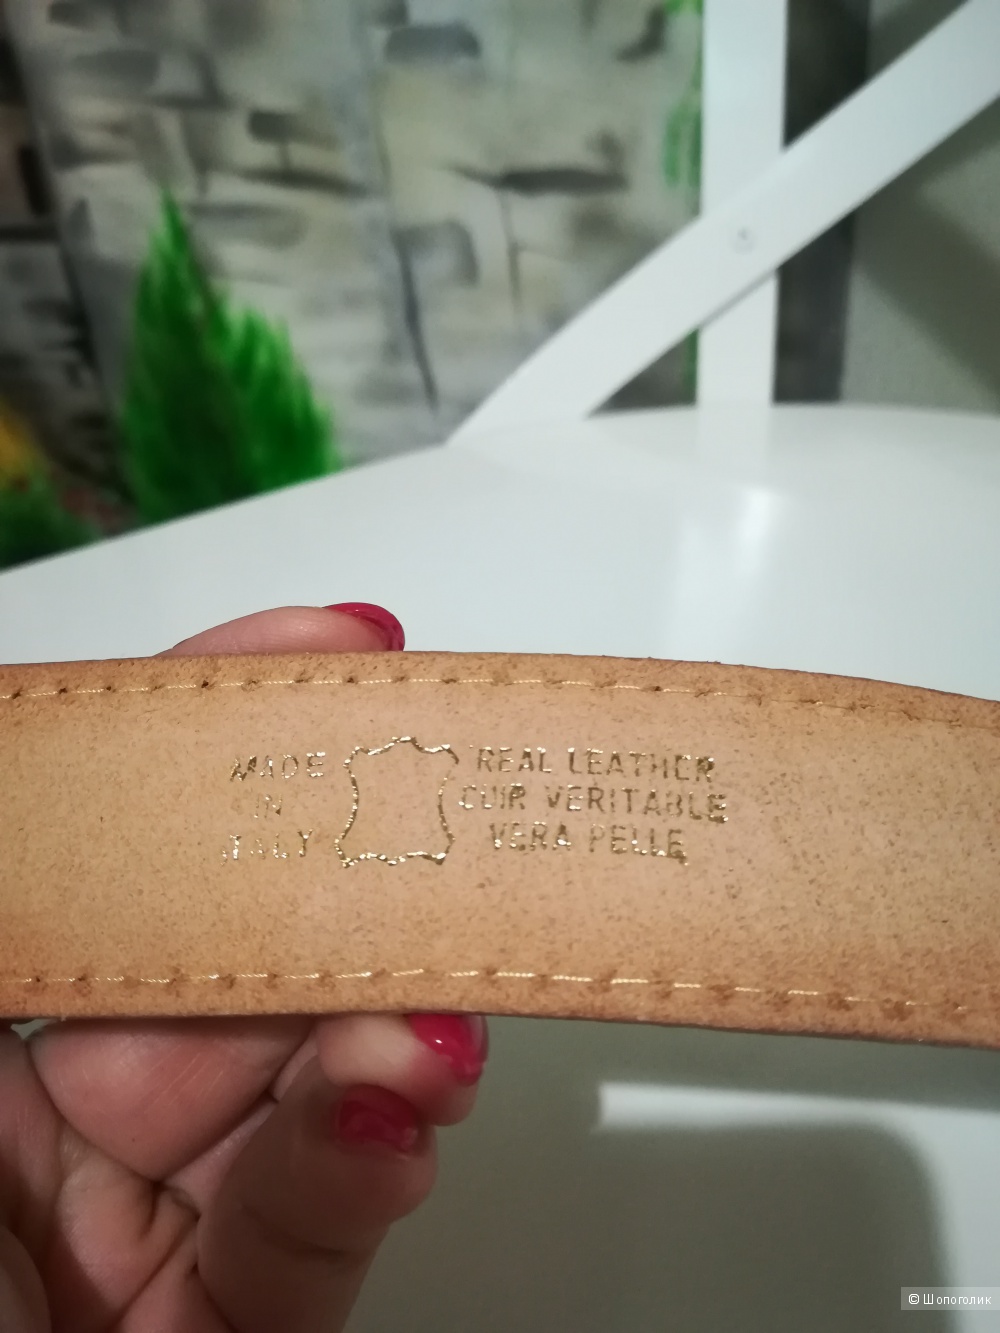 MADE
IN
ITALY
REAL LEATHER
CUIR VERITABLE
VERA PELLE
© Шопоголик